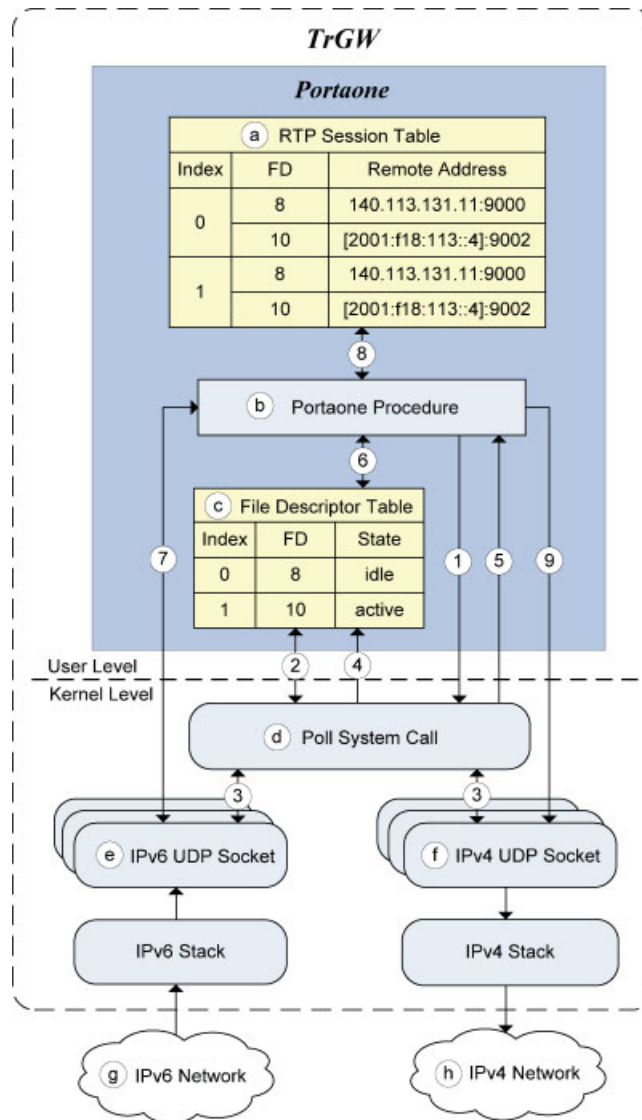 TrGW
Portaone
a RTP Session Table
Index FD Remote Address
0 8 140.113.131.11:9000
10 [2001:f18:113::4]:9002
1 8 140.113.131.11:9000
10 [2001:f18:113::4]:9002
8
b Portaone Procedure
6
c File Descriptor Table
Index FD State
0 8 idle
1 10 active
7 1 5 9
User Level
2 4
Kernel Level
d Poll System Call
3 3
e IPv6 UDP Socket
f IPv4 UDP Socket
IPv6 Stack
IPv4 Stack
g IPv6 Network
h IPv4 Network